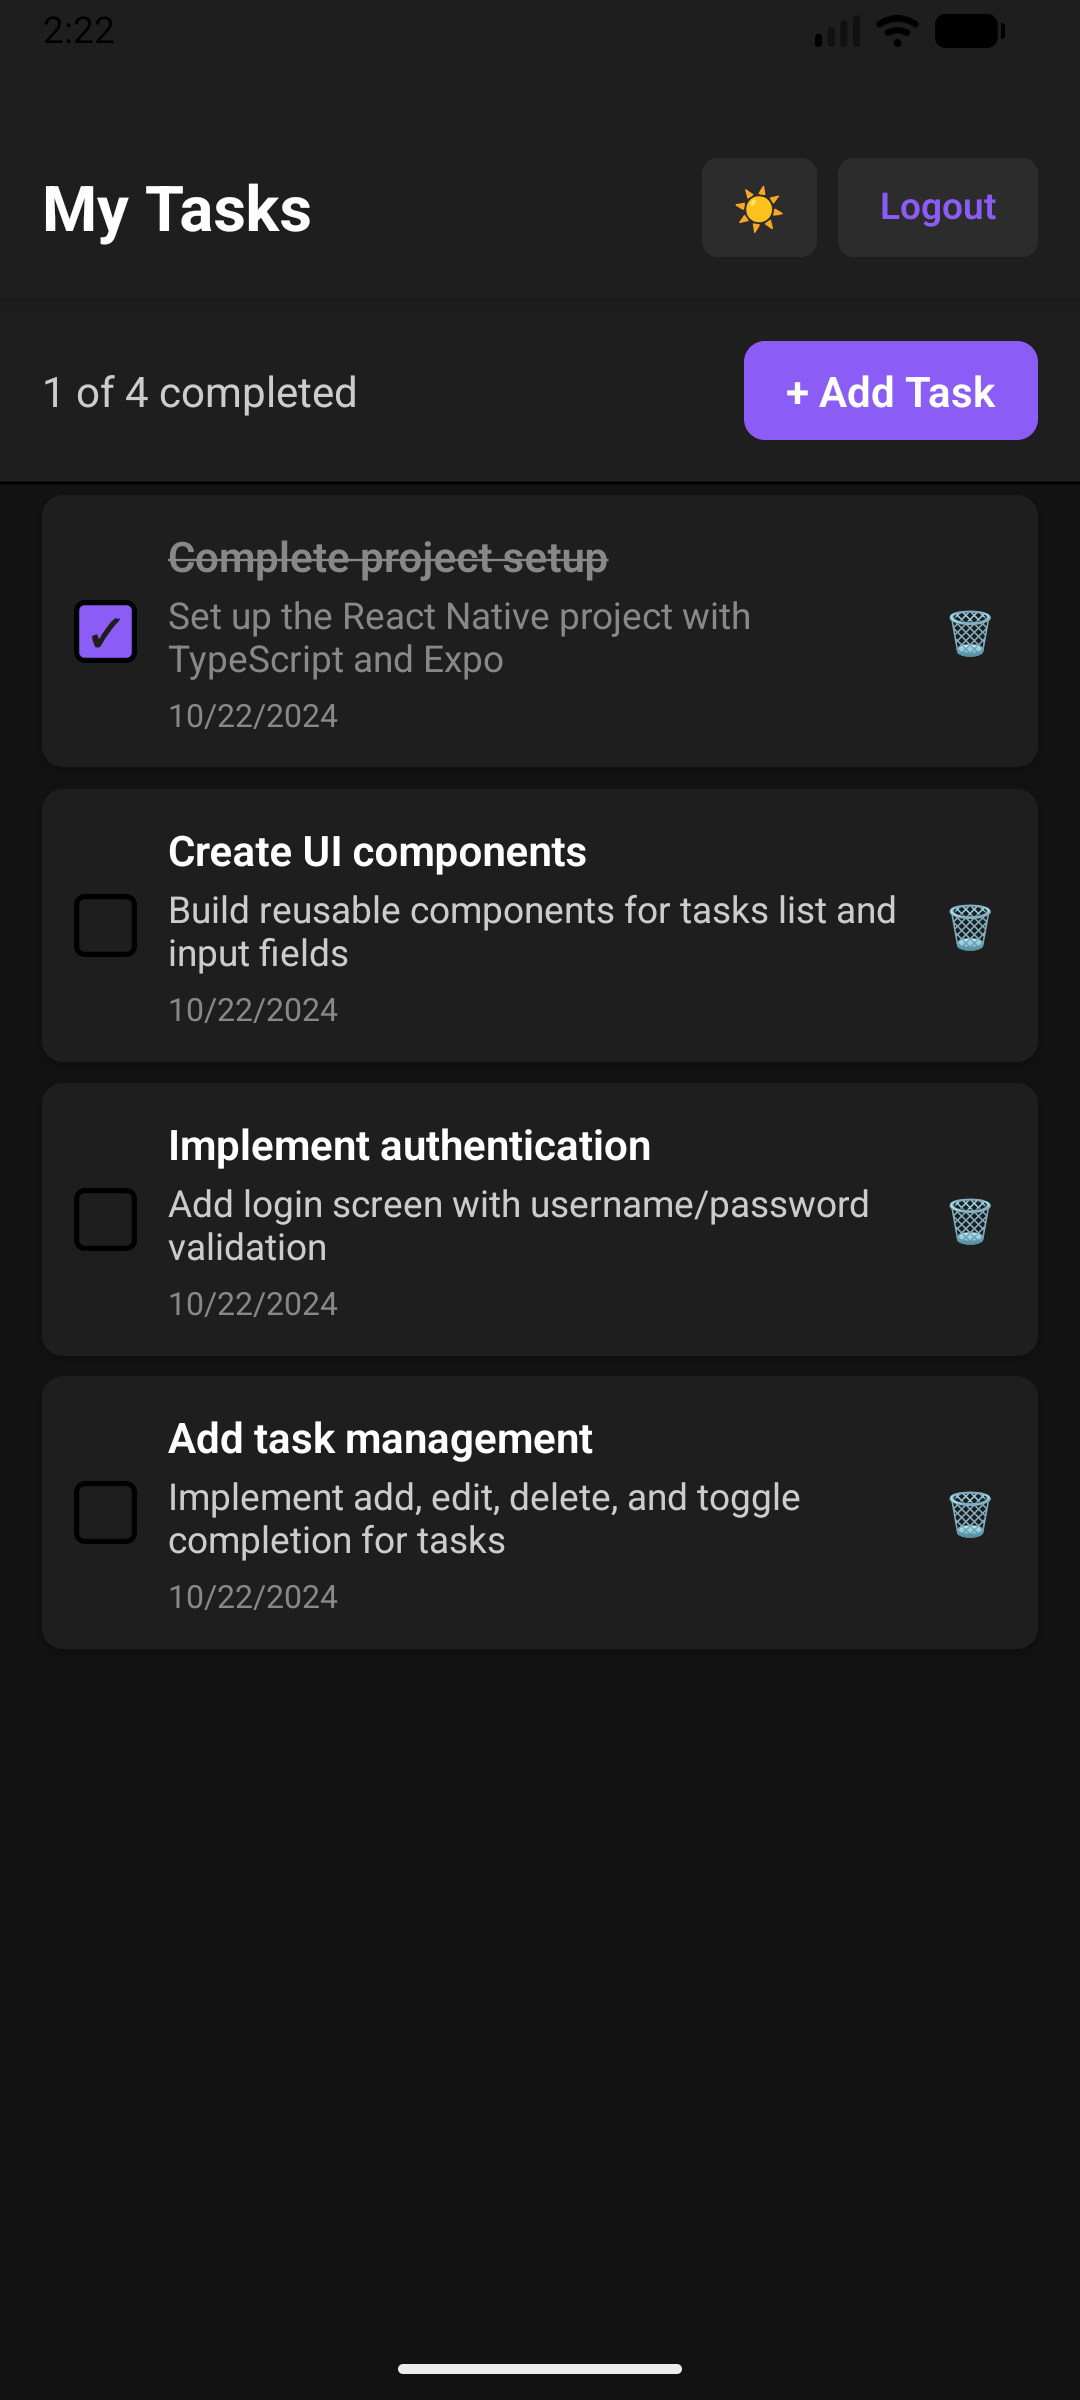 2:22
My Tasks
Logout
1 of 4 completed
+ Add Task
Complete project setup
Set up the React Native project with
TypeScript and Expo
10/22/2024
Create UI components
Build reusable components for tasks list and
input fields
10/22/2024
Implement authentication
Add login screen with username/password
validation
10/22/2024
Add task management
Implement add, edit, delete, and toggle
completion for tasks
10/22/2024